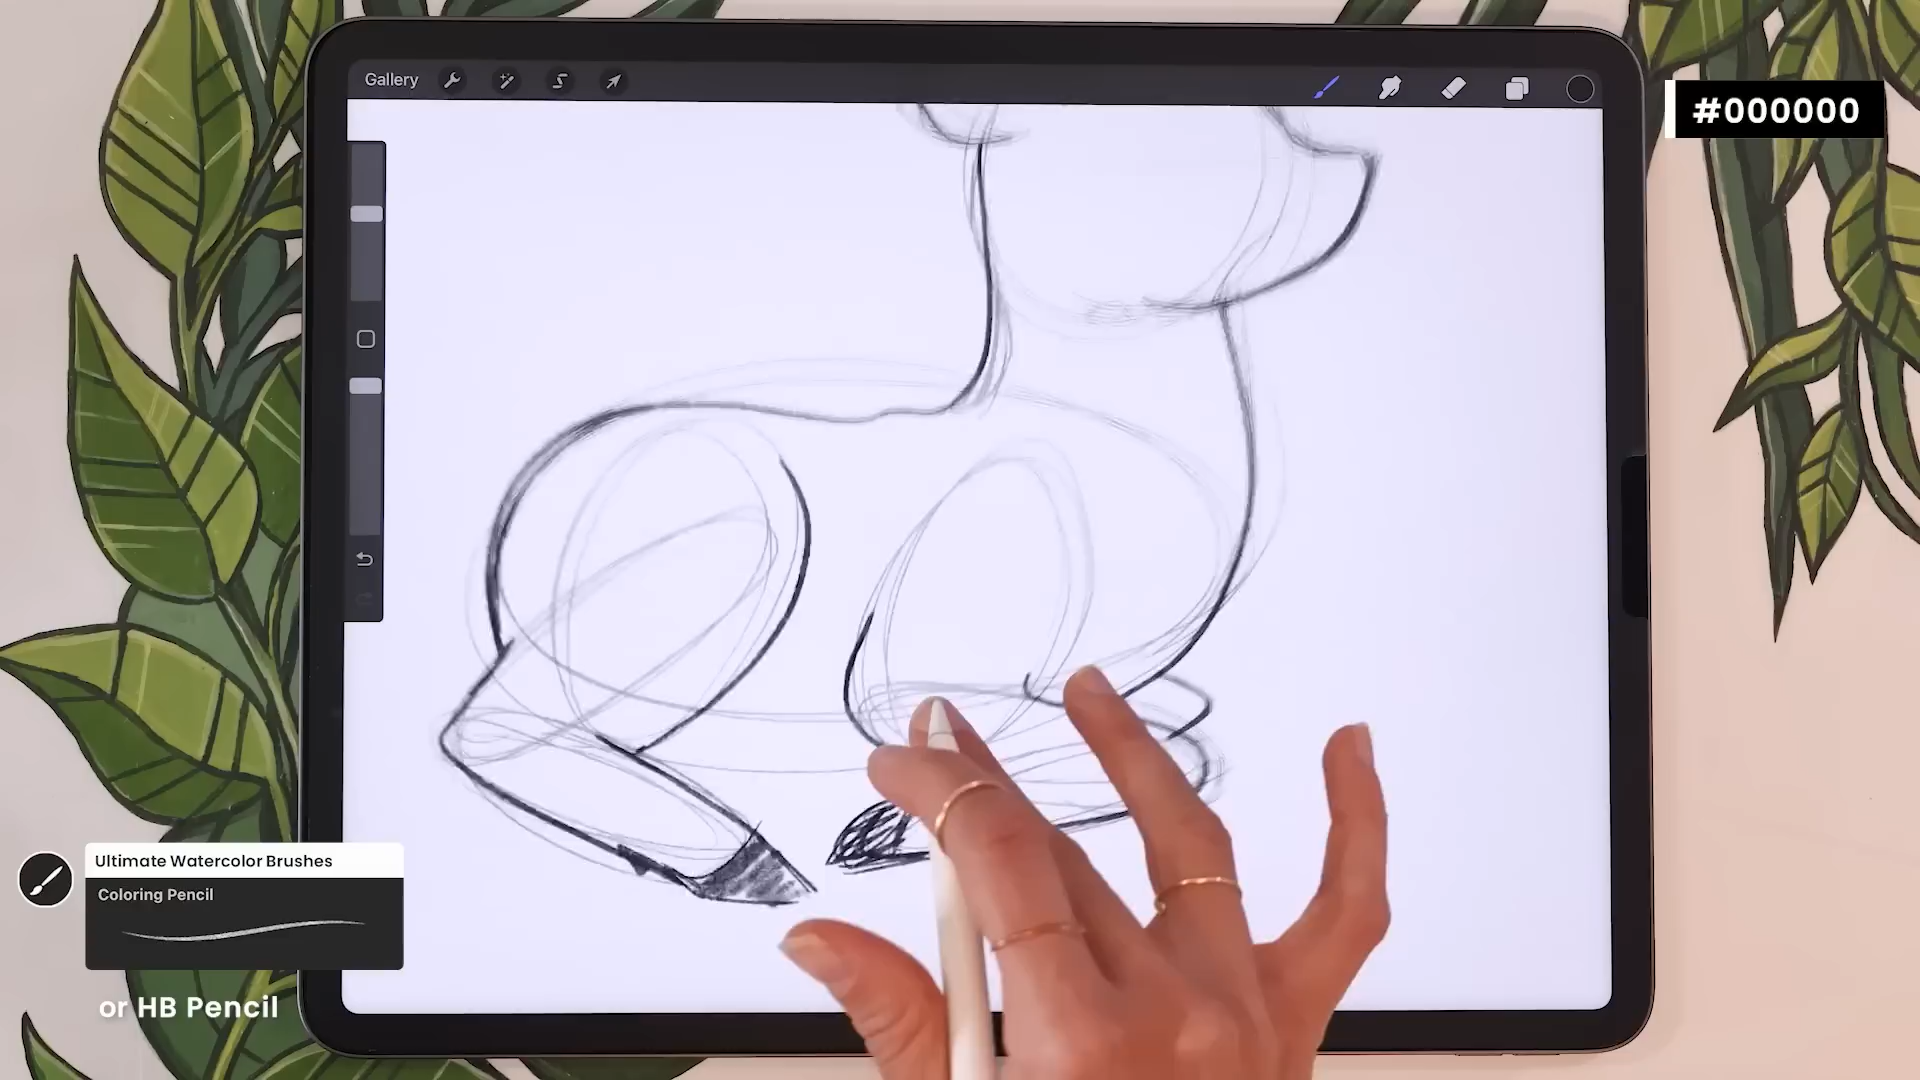 Gallery
#000000
Ultimate Watercolor Brushes
Coloring Pencil
or HB Pencil